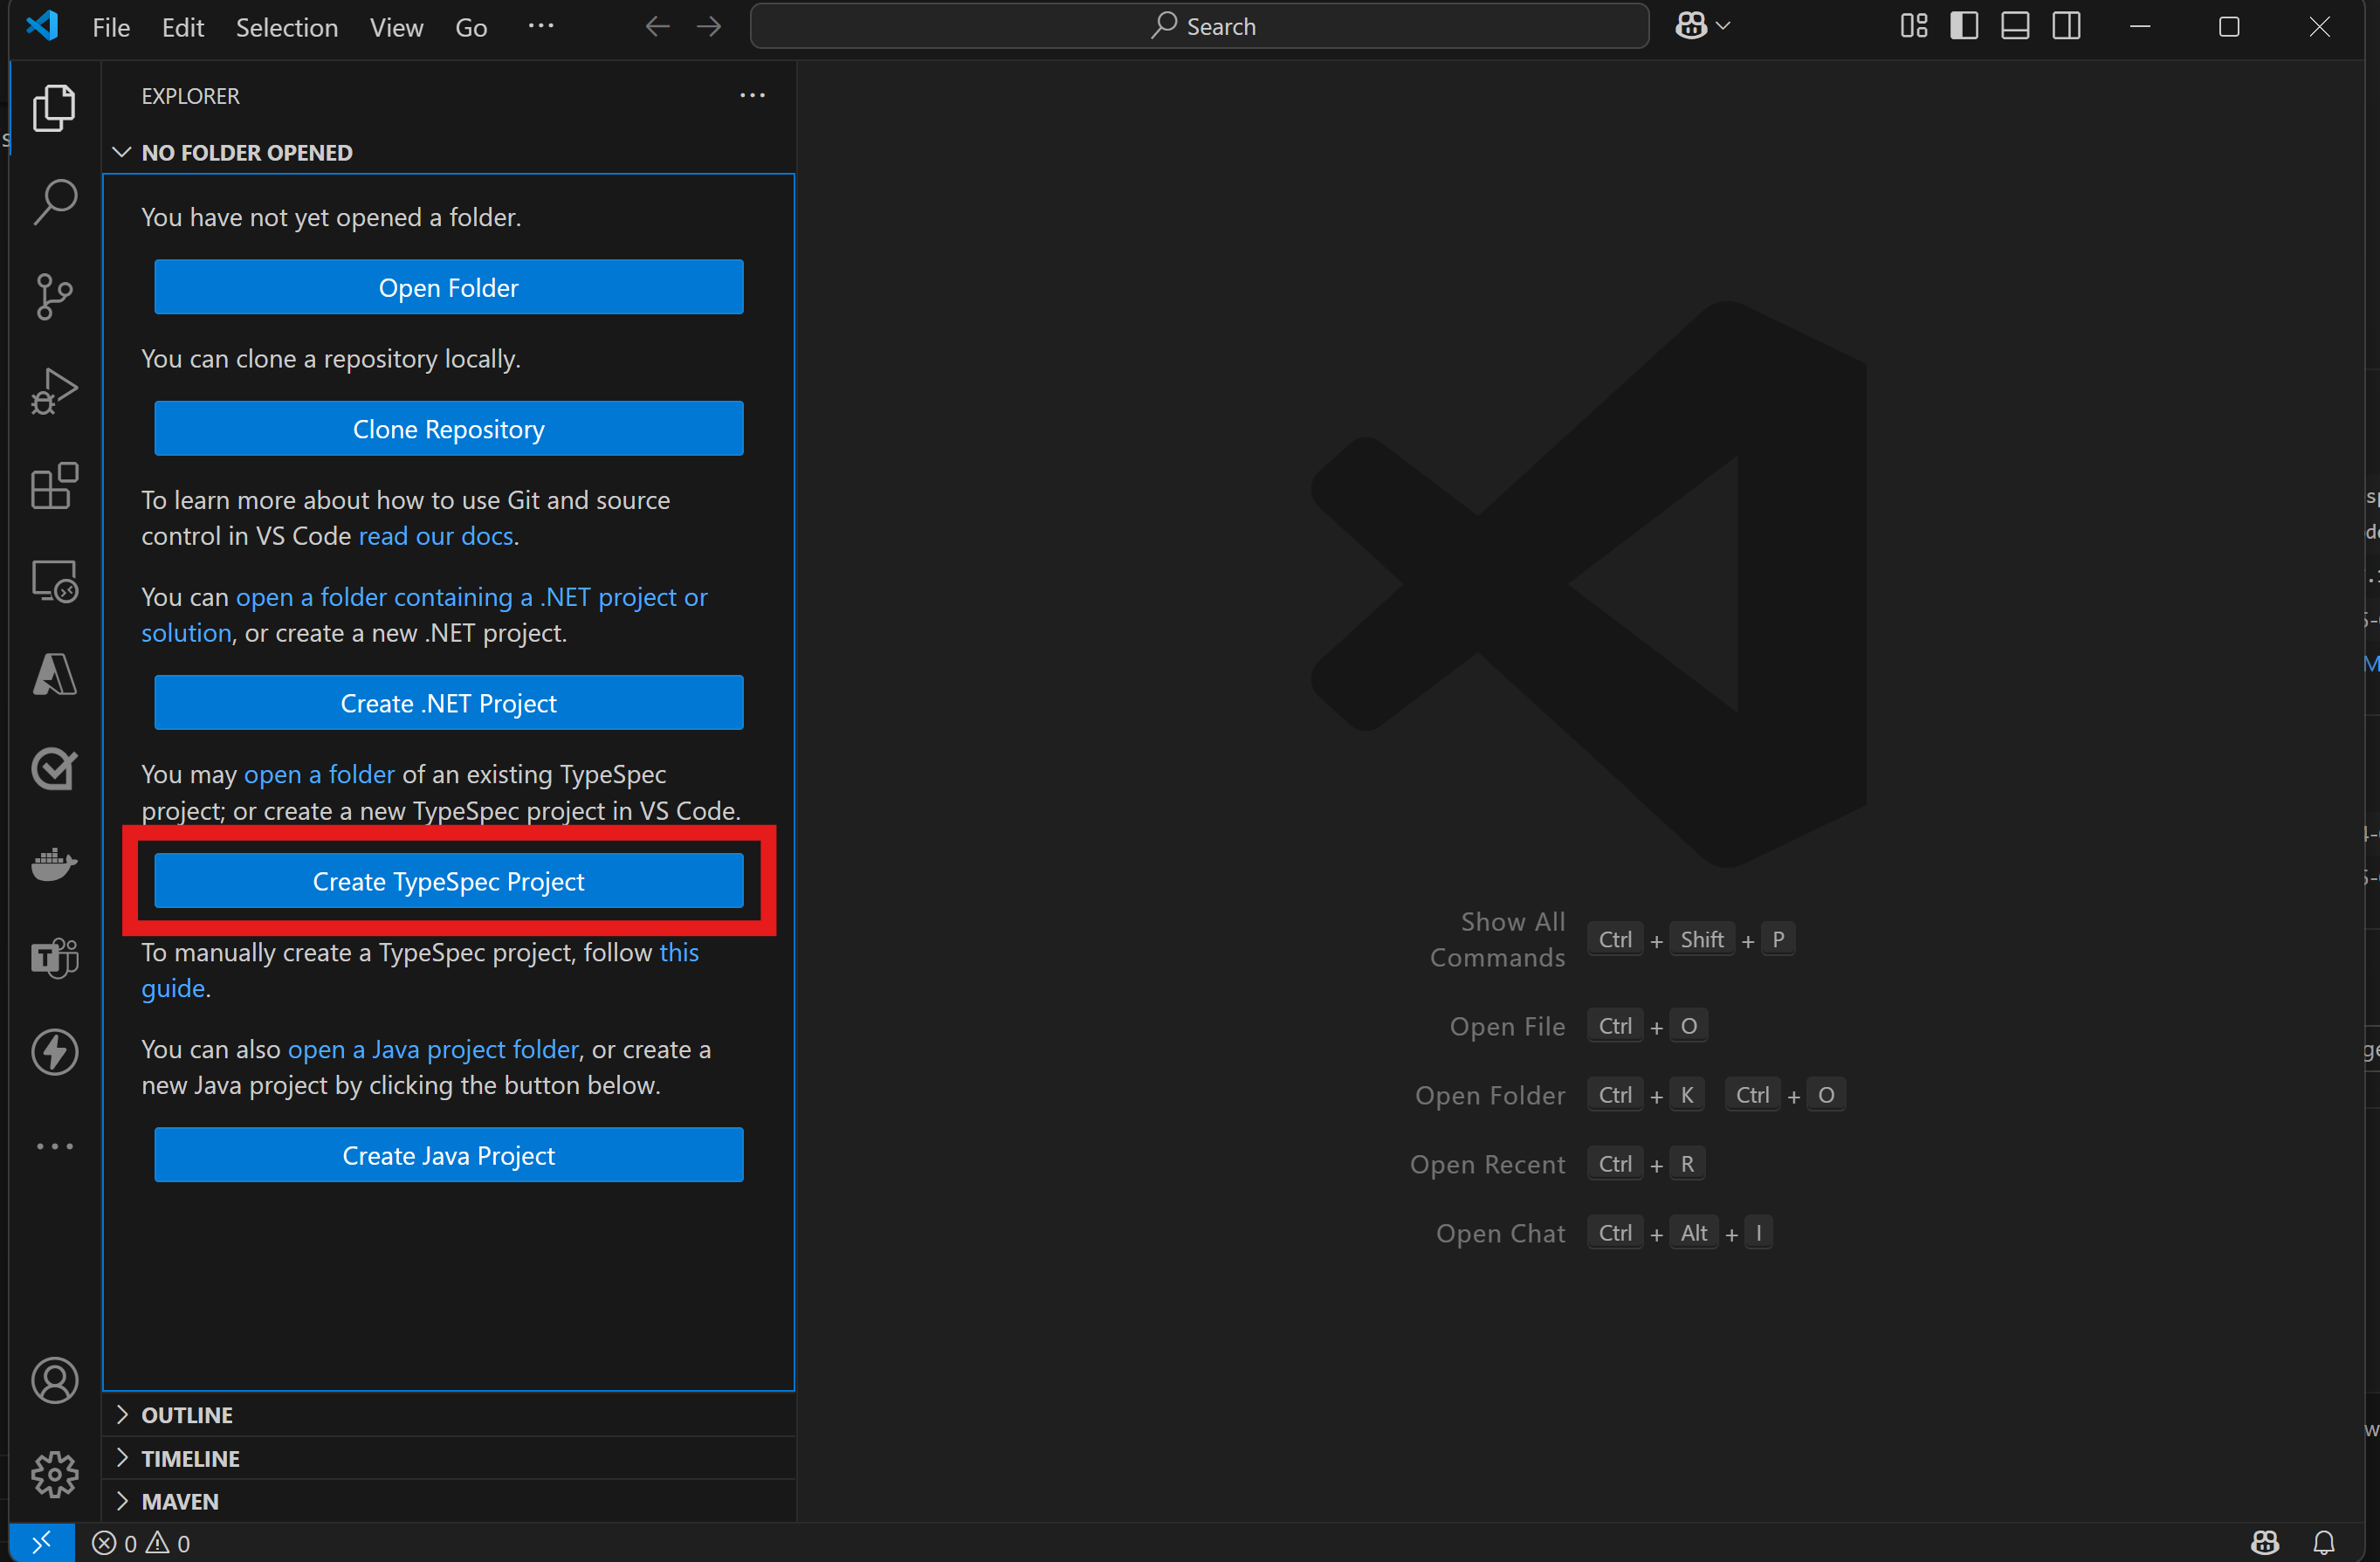 File Edit Selection View Go ···
Search
EXPLORER
NO FOLDER OPENED
You have not yet opened a folder.
Open Folder
You can clone a repository locally.
Clone Repository
To learn more about how to use Git and source
control in VS Code read our docs.
You can open a folder containing a .NET project or
solution, or create a new .NET project.
Create .NET Project
You may open a folder of an existing TypeSpec
project; or create a new TypeSpec project in VS Code.
Create TypeSpec Project
To manually create a TypeSpec project, follow this
guide.
You can also open a Java project folder, or create a
new Java project by clicking the button below.
Create Java Project
OUTLINE
TIMELINE
MAVEN
0 0
Show All
Commands Ctrl + Shift + P
Open File Ctrl + O
Open Folder Ctrl + K Ctrl + O
Open Recent Ctrl + R
Open Chat Ctrl + Alt + I